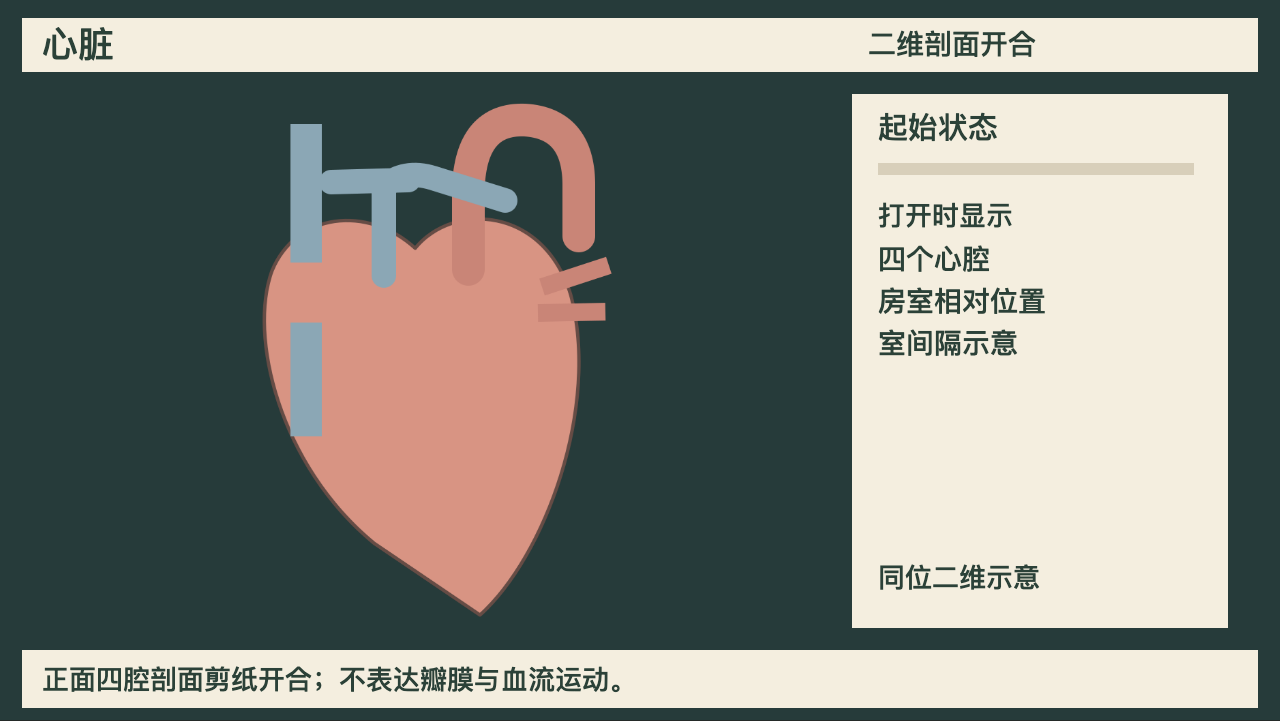 心脏
二维剖面开合
起始状态
打开时显示
四个心腔
房室相对位置
室间隔示意
同位二维示意
正面四腔剖面剪纸开合；不表达瓣膜与血流运动。